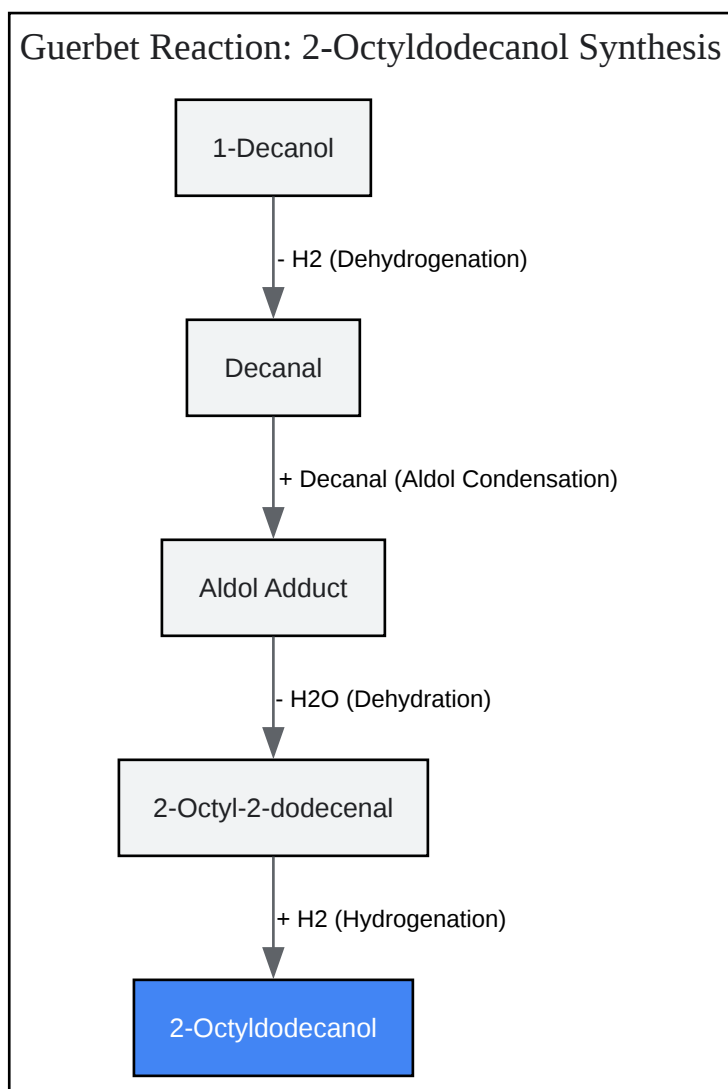 Guerbet Reaction: 2-Octyldodecanol Synthesis
1-Decanol
- H2 (Dehydrogenation)
Decanal
+ Decanal (Aldol Condensation)
Aldol Adduct
- H2O (Dehydration)
2-Octyl-2-dodecenal
+ H2 (Hydrogenation)
2-Octyldodecanol